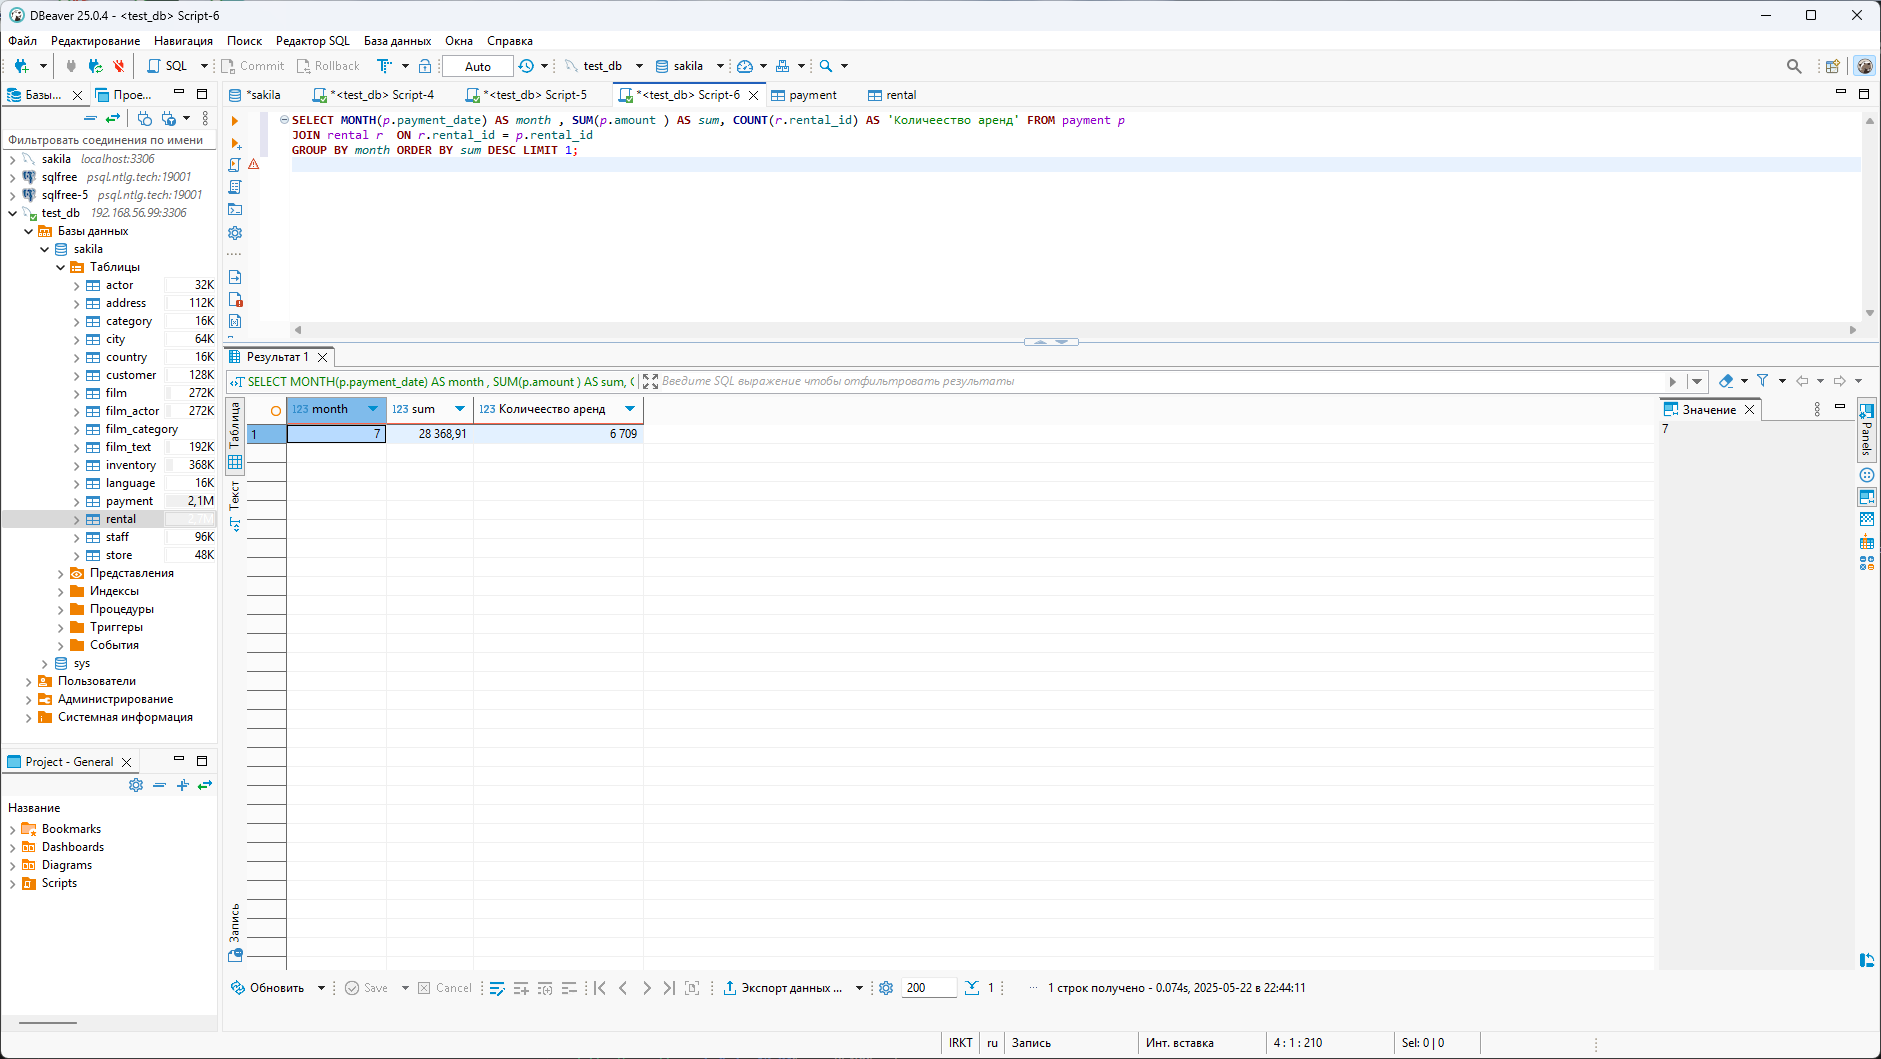 DBeaver 25.0.4 - <test_db> Script-6
Файл Редактирование Навигация Поиск Редактор SQL База данных Окна Справка
SQL Commit Rollback Auto test_db sakila
Базы... Прое...
*sakila *<test_db> Script-4 *<test_db> Script-5 *<test_db> Script-6 payment rental
Фильтровать соединения по имени
sakila localhost:3306
sqlfree psql.ntlg.tech:19001
sqlfree-5 psql.ntlg.tech:19001
test_db 192.168.56.99:3306
Базы данных
sakila
Таблицы
actor 32K
address 112K
category 16K
city 64K
country 16K
customer 128K
film 272K
film_actor 272K
film_category
film_text 192K
inventory 368K
language 16K
payment 2,1M
rental 2,7M
staff 96K
store 48K
Представления
Индексы
Процедуры
Триггеры
События
sys
Пользователи
Администрирование
Системная информация
SELECT MONTH(p.payment_date) AS month , SUM(p.amount ) AS sum, COUNT(r.rental_id) AS 'Количеество аренд' FROM payment p
JOIN rental r  ON r.rental_id = p.rental_id
GROUP BY month ORDER BY sum DESC LIMIT 1;
Результат 1
SELECT MONTH(p.payment_date) AS month , SUM(p.amount ) AS sum, C Введите SQL выражение чтобы отфильтровать результаты
Таблица
Текст
Запись
123 month 123 sum 123 Количеество аренд
1 7 28 368,91 6 709
Значение
7
Panels
Project - General
Название
Bookmarks
Dashboards
Diagrams
Scripts
Обновить Save Cancel Экспорт данных ... 200 1 ... 1 строк получено - 0.074s, 2025-05-22 в 22:44:11
IRKT ru Запись Инт. вставка 4 : 1 : 210 Sel: 0 | 0